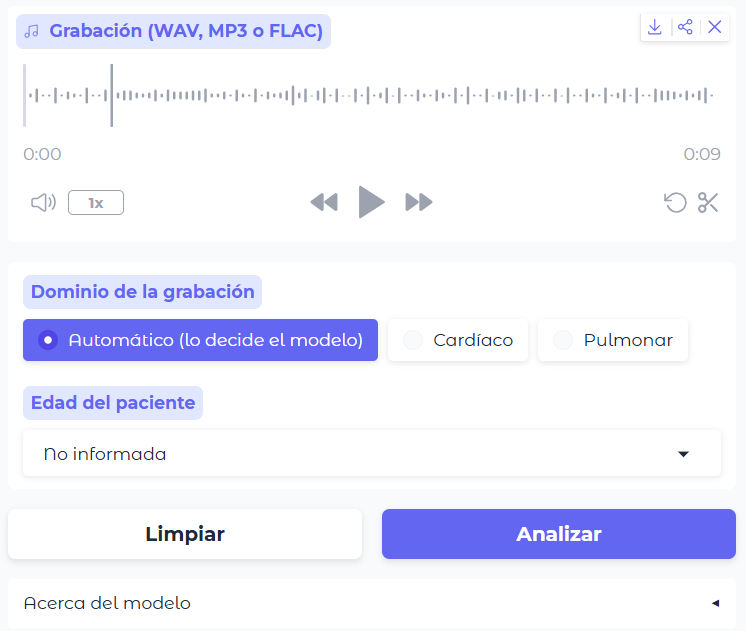 Grabación (WAV, MP3 o FLAC)
0:00
0:09
1x
Dominio de la grabación
Automático (lo decide el modelo)
Cardíaco
Pulmonar
Edad del paciente
No informada
Limpiar
Analizar
Acerca del modelo